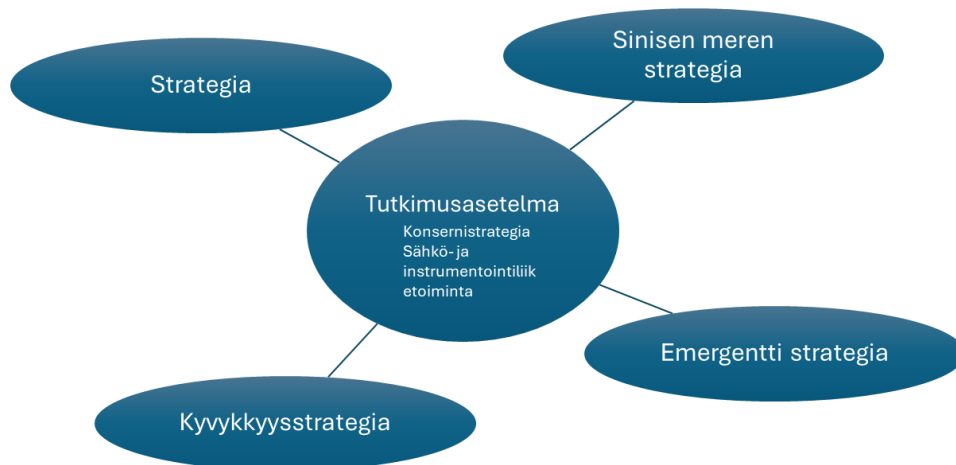 Sinisen meren
strategia
Strategia
Tutkimusasetelma
Konsernistrategia
Sähkö- ja
instrumentointiliik
etoiminta
Emergentti strategia
Kyvykkyysstrategia